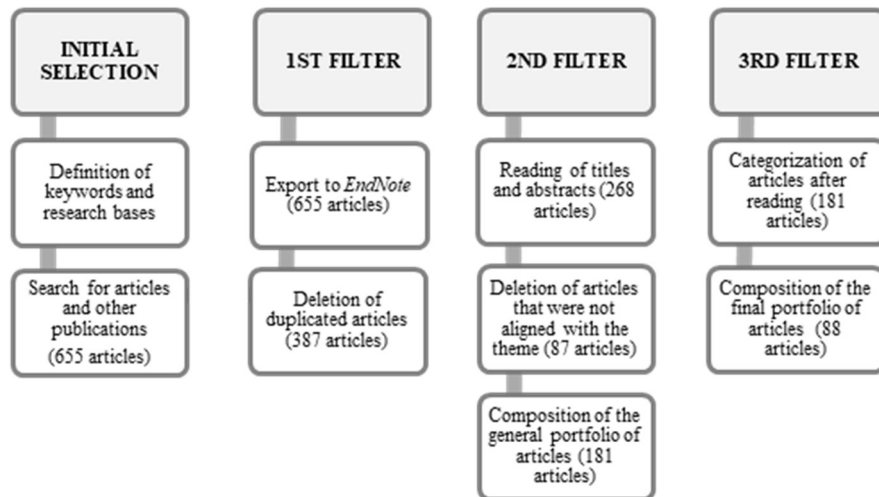 INITIAL
SELECTION
Definition of
keywords and
research bases
Search for articles
and other
publications
(655 articles)
1ST FILTER
Export to EndNote
(655 articles)
Deletion of
duplicated articles
(387 articles)
2ND FILTER
Reading of titles
and abstracts (268
articles)
Deletion of articles
that were not
aligned with the
theme (87 articles)
Composition of the
general portfolio of
articles (181
articles)
3RD FILTER
Categorization of
articles after
reading (181
articles)
Composition of the
final portfolio of
articles (88
articles)